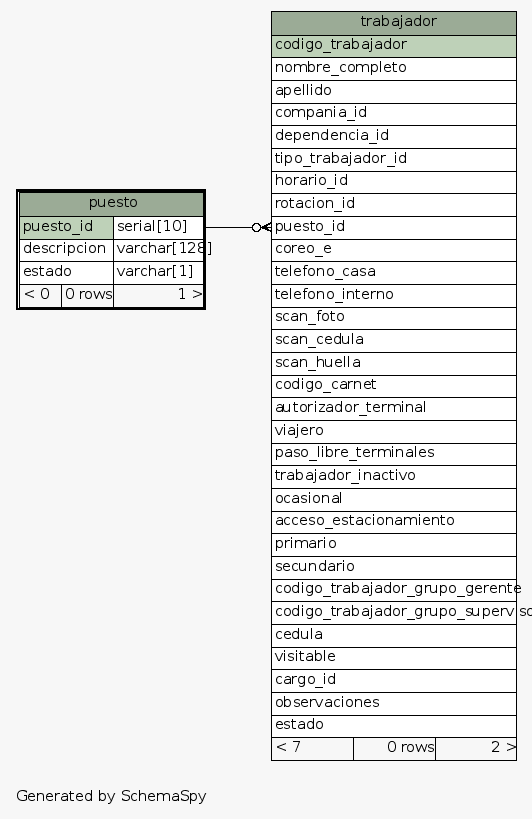 trabajador
codigo_trabajador
nombre_completo
apellido
compania_id
dependencia_id
tipo_trabajador_id
horario_id
rotacion_id
puesto_id
coreo_e
telefono_casa
telefono_interno
scan_foto
scan_cedula
scan_huella
codigo_carnet
autorizador_terminal
viajero
paso_libre_terminales
trabajador_inactivo
ocasional
acceso_estacionamiento
primario
secundario
codigo_trabajador_grupo_gerente
codigo_trabajador_grupo_superviso
cedula
visitable
cargo_id
observaciones
estado
< 7 0 rows 2 >
puesto
puesto_id serial[10]
descripcion varchar[128]
estado varchar[1]
< 0 0 rows 1 >
Generated by SchemaSpy